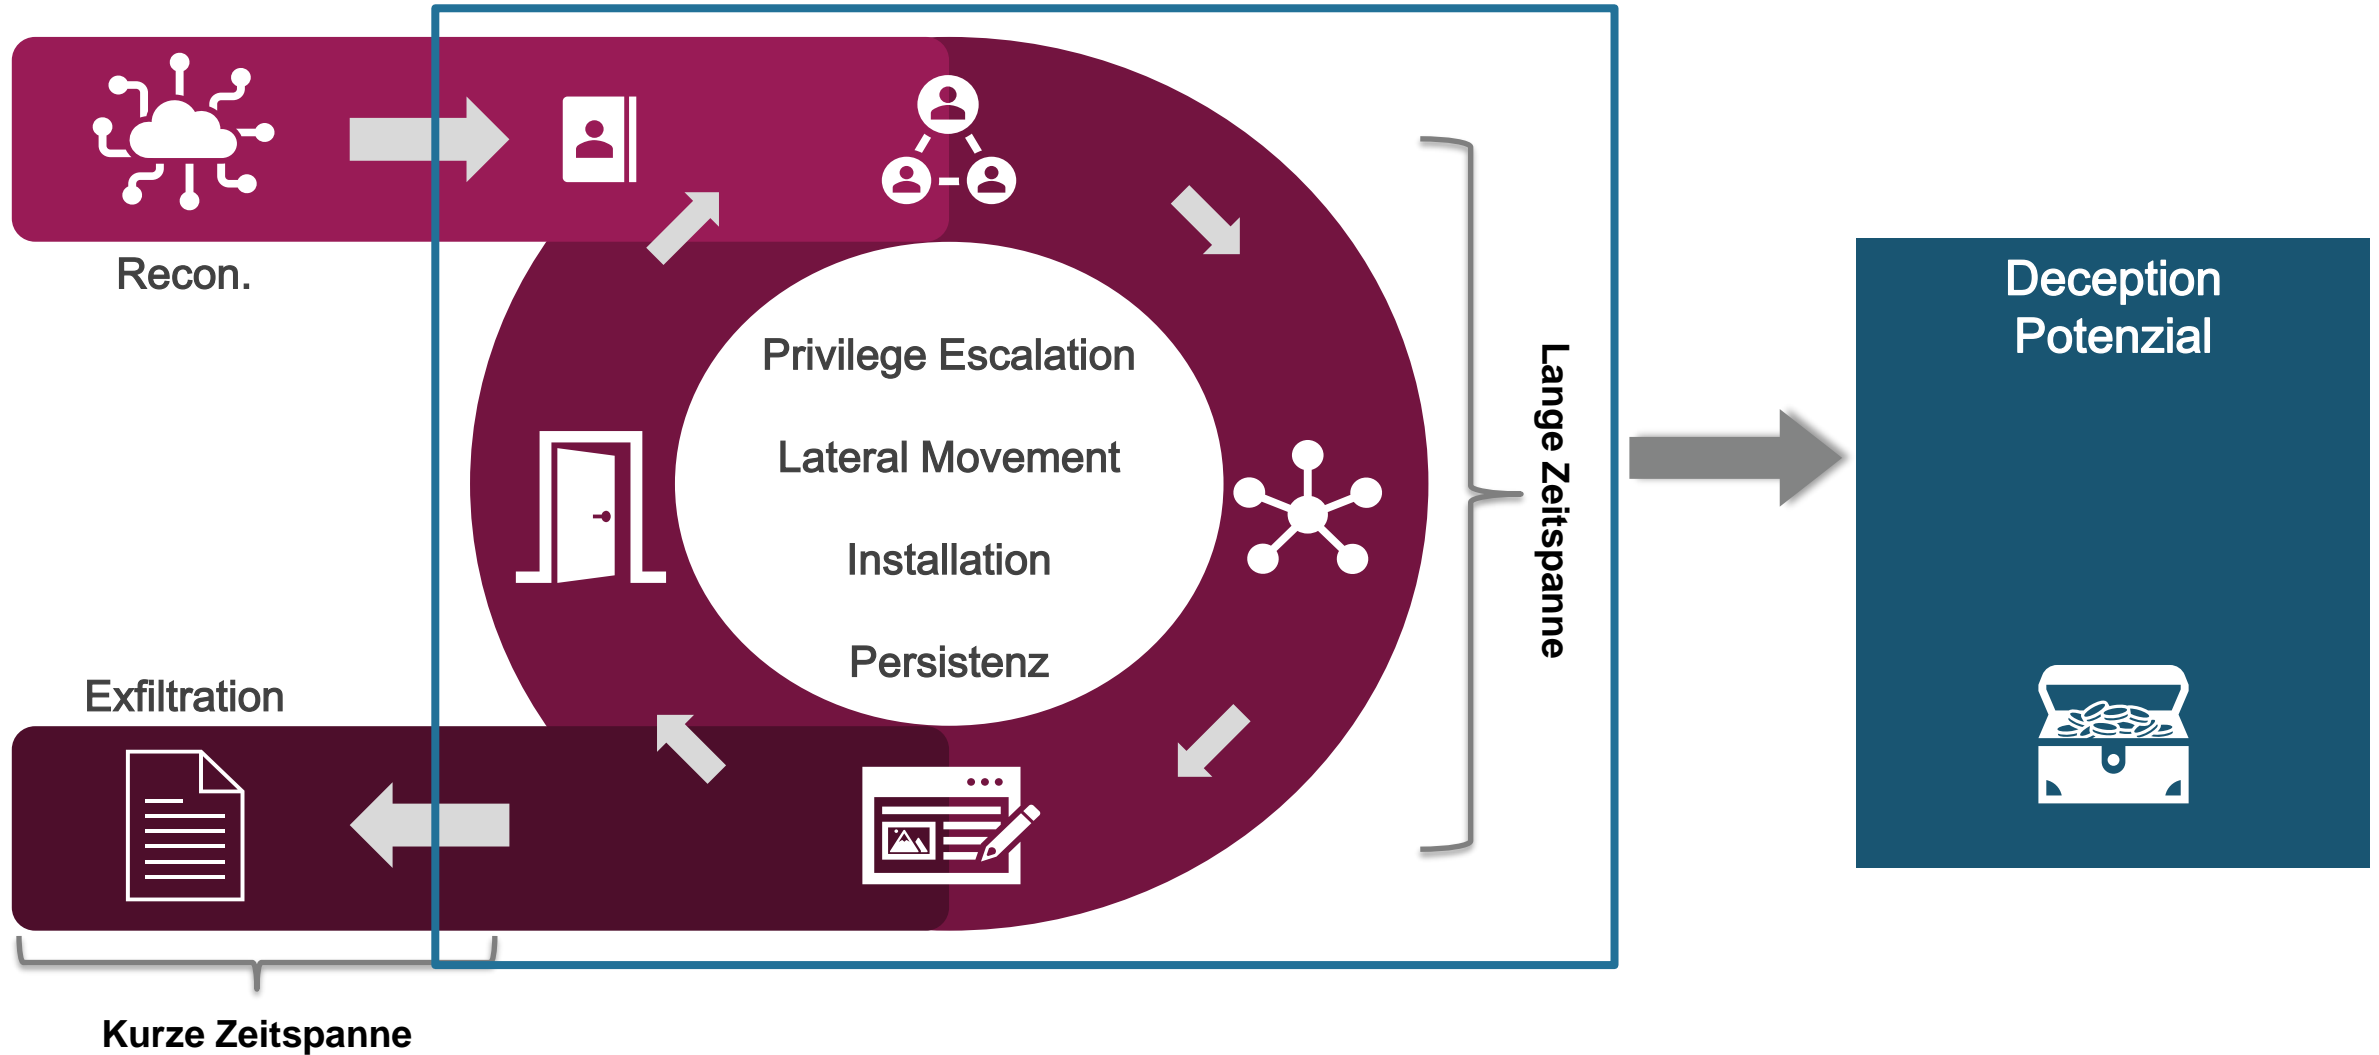 Recon.
Privilege Escalation
Lateral Movement
Installation
Persistenz
Exfiltration
Kurze Zeitspanne
Lange Zeitspanne
Deception
Potenzial